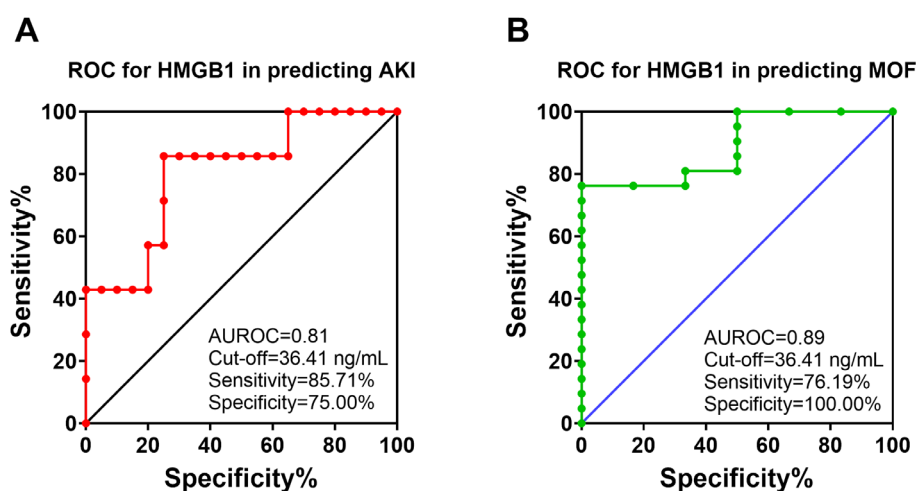 A
ROC for HMGB1 in predicting AKI
100
80
60
40
20
0
Sensitivity%
AUROC=0.81
Cut-off=36.41 ng/mL
Sensitivity=85.71%
Specificity=75.00%
0 20 40 60 80 100
Specificity%
B
ROC for HMGB1 in predicting MOF
100
80
60
40
20
0
Sensitivity%
AUROC=0.89
Cut-off=36.41 ng/mL
Sensitivity=76.19%
Specificity=100.00%
0 20 40 60 80 100
Specificity%